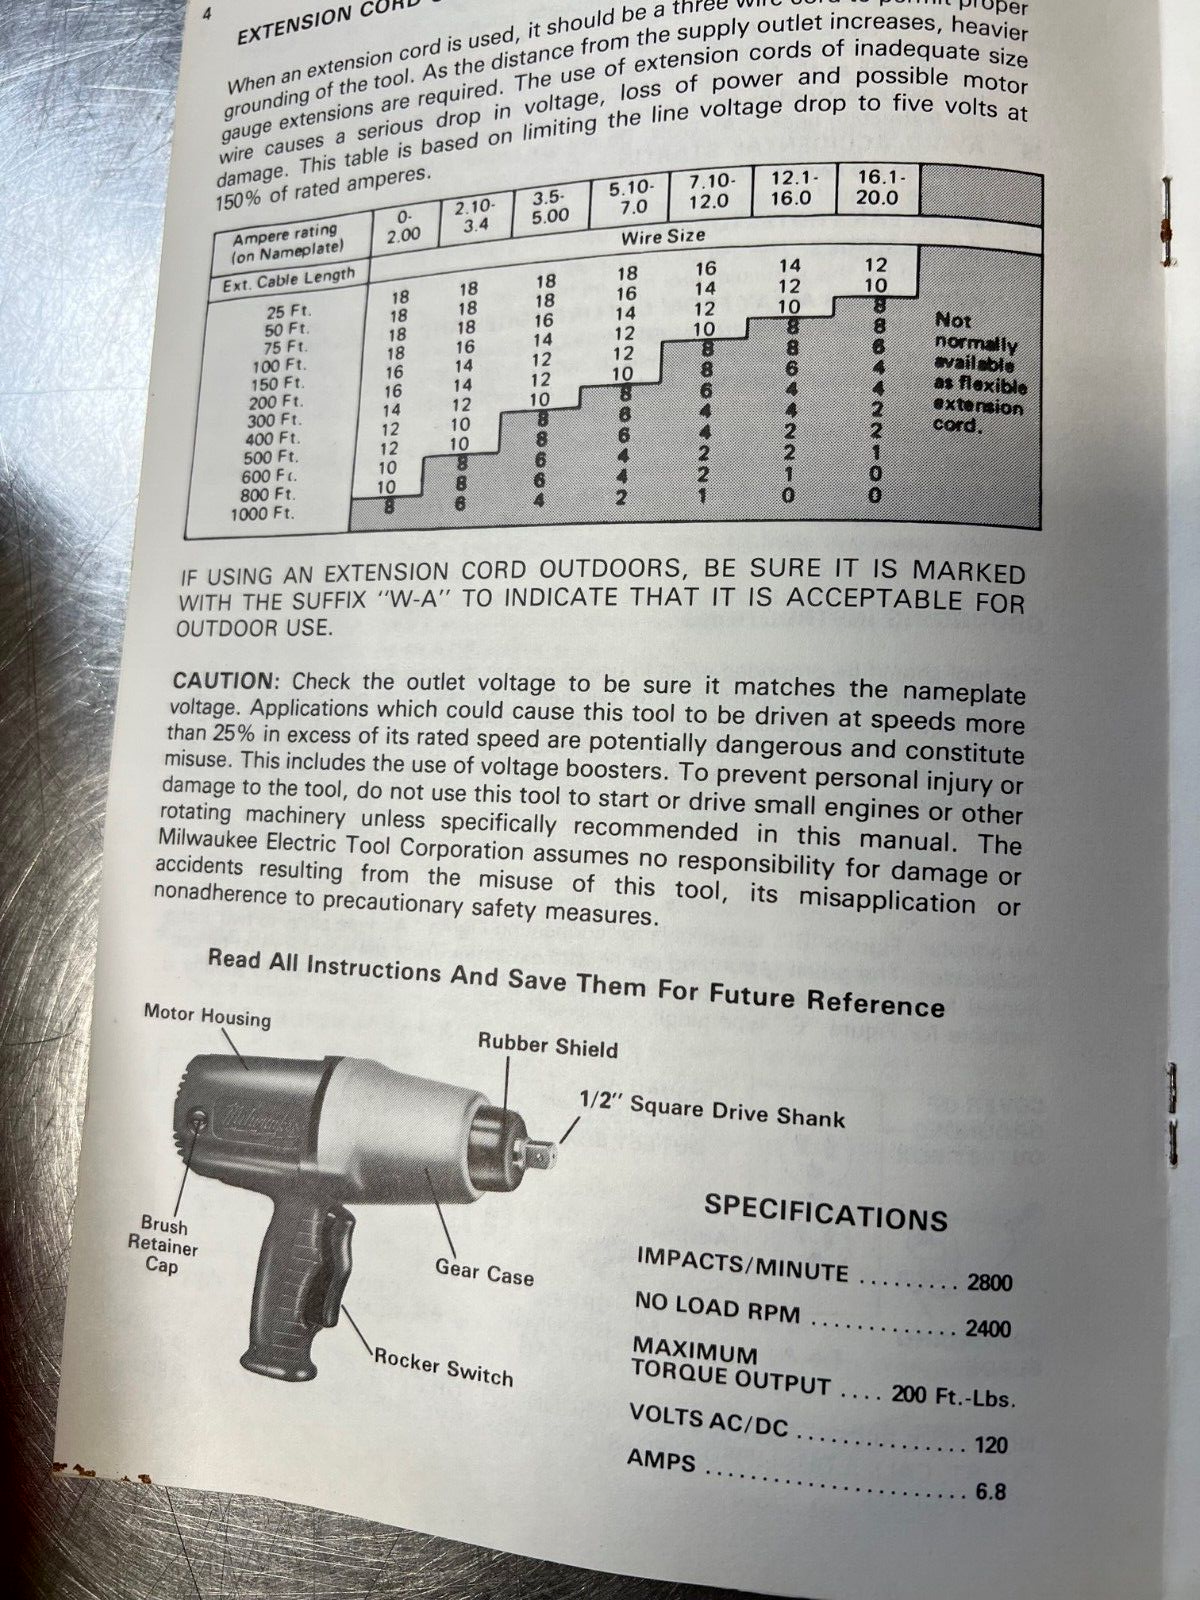 4
EXTENSION CORD
When an extension cord is used, it should be a three wire cord to permit proper
grounding of the tool. As the distance from the supply outlet increases, heavier
gauge extensions are required. The use of extension cords of inadequate size
wire causes a serious drop in voltage, loss of power and possible motor
damage. This table is based on limiting the line voltage drop to five volts at
150% of rated amperes.
Ampere rating (on Nameplate) 0-2.00 2.10-3.4 3.5-5.00 5.10-7.0 7.10-12.0 12.1-16.0 16.1-20.0
Ext. Cable Length Wire Size
25 Ft. 18 18 18 18 16 14 12
50 Ft. 18 18 18 16 14 12 10
75 Ft. 18 18 16 14 12 10 8
100 Ft. 18 16 14 12 10 8 8
150 Ft. 16 14 12 12 8 8 6
200 Ft. 16 14 12 10 8 6 4
300 Ft. 14 12 10 8 6 4 4
400 Ft. 12 10 8 6 4 4 2
500 Ft. 12 10 8 6 4 2 2
600 Ft. 10 8 6 4 2 2 1
800 Ft. 10 8 6 4 2 1 0
1000 Ft. 8 6 4 2 1 0 0
Not
normally
available
as flexible
extension
cord.
IF USING AN EXTENSION CORD OUTDOORS, BE SURE IT IS MARKED
WITH THE SUFFIX "W-A" TO INDICATE THAT IT IS ACCEPTABLE FOR
OUTDOOR USE.
CAUTION: Check the outlet voltage to be sure it matches the nameplate
voltage. Applications which could cause this tool to be driven at speeds more
than 25% in excess of its rated speed are potentially dangerous and constitute
misuse. This includes the use of voltage boosters. To prevent personal injury or
damage to the tool, do not use this tool to start or drive small engines or other
rotating machinery unless specifically recommended in this manual. The
Milwaukee Electric Tool Corporation assumes no responsibility for damage or
accidents resulting from the misuse of this tool, its misapplication or
nonadherence to precautionary safety measures.
Read All Instructions And Save Them For Future Reference
Motor Housing
Rubber Shield
1/2" Square Drive Shank
Milwaukee
Brush
Retainer
Cap
Gear Case
Rocker Switch
SPECIFICATIONS
IMPACTS/MINUTE ......... 2800
NO LOAD RPM ............. 2400
MAXIMUM
TORQUE OUTPUT .... 200 Ft.-Lbs.
VOLTS AC/DC ............... 120
AMPS ....................... 6.8